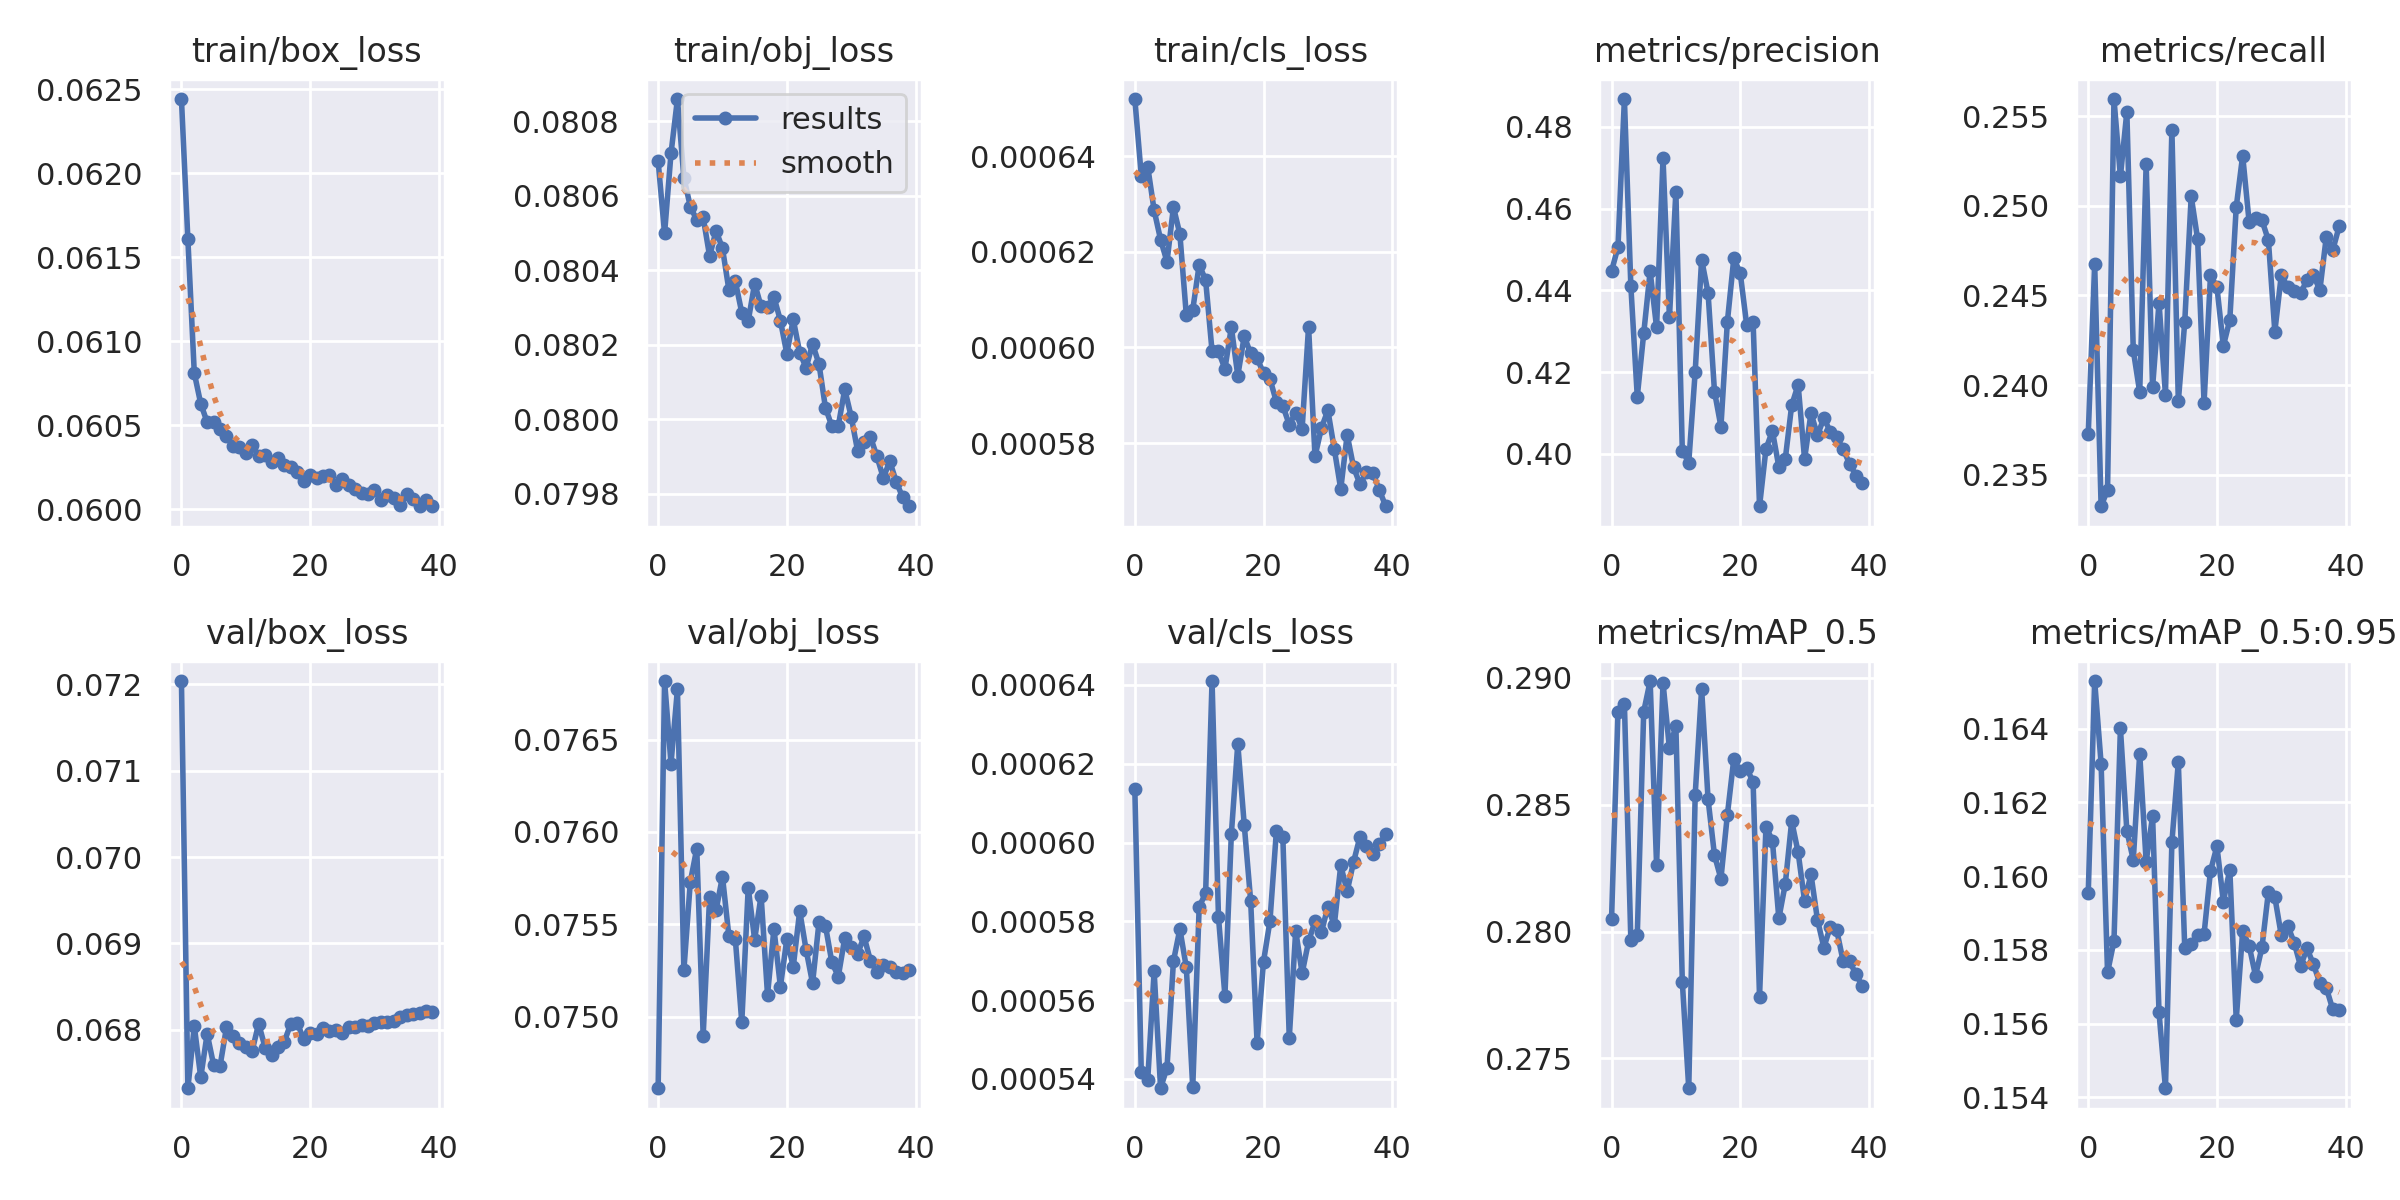 train/box_loss
0.0625
0.0620
0.0615
0.0610
0.0605
0.0600
0 20 40
train/obj_loss
results
smooth
0.0808
0.0806
0.0804
0.0802
0.0800
0.0798
0 20 40
train/cls_loss
0.00064
0.00062
0.00060
0.00058
0 20 40
metrics/precision
0.48
0.46
0.44
0.42
0.40
0 20 40
metrics/recall
0.255
0.250
0.245
0.240
0.235
0 20 40
val/box_loss
0.072
0.071
0.070
0.069
0.068
0 20 40
val/obj_loss
0.0765
0.0760
0.0755
0.0750
0 20 40
val/cls_loss
0.00064
0.00062
0.00060
0.00058
0.00056
0.00054
0 20 40
metrics/mAP_0.5
0.290
0.285
0.280
0.275
0 20 40
metrics/mAP_0.5:0.95
0.164
0.162
0.160
0.158
0.156
0.154
0 20 40